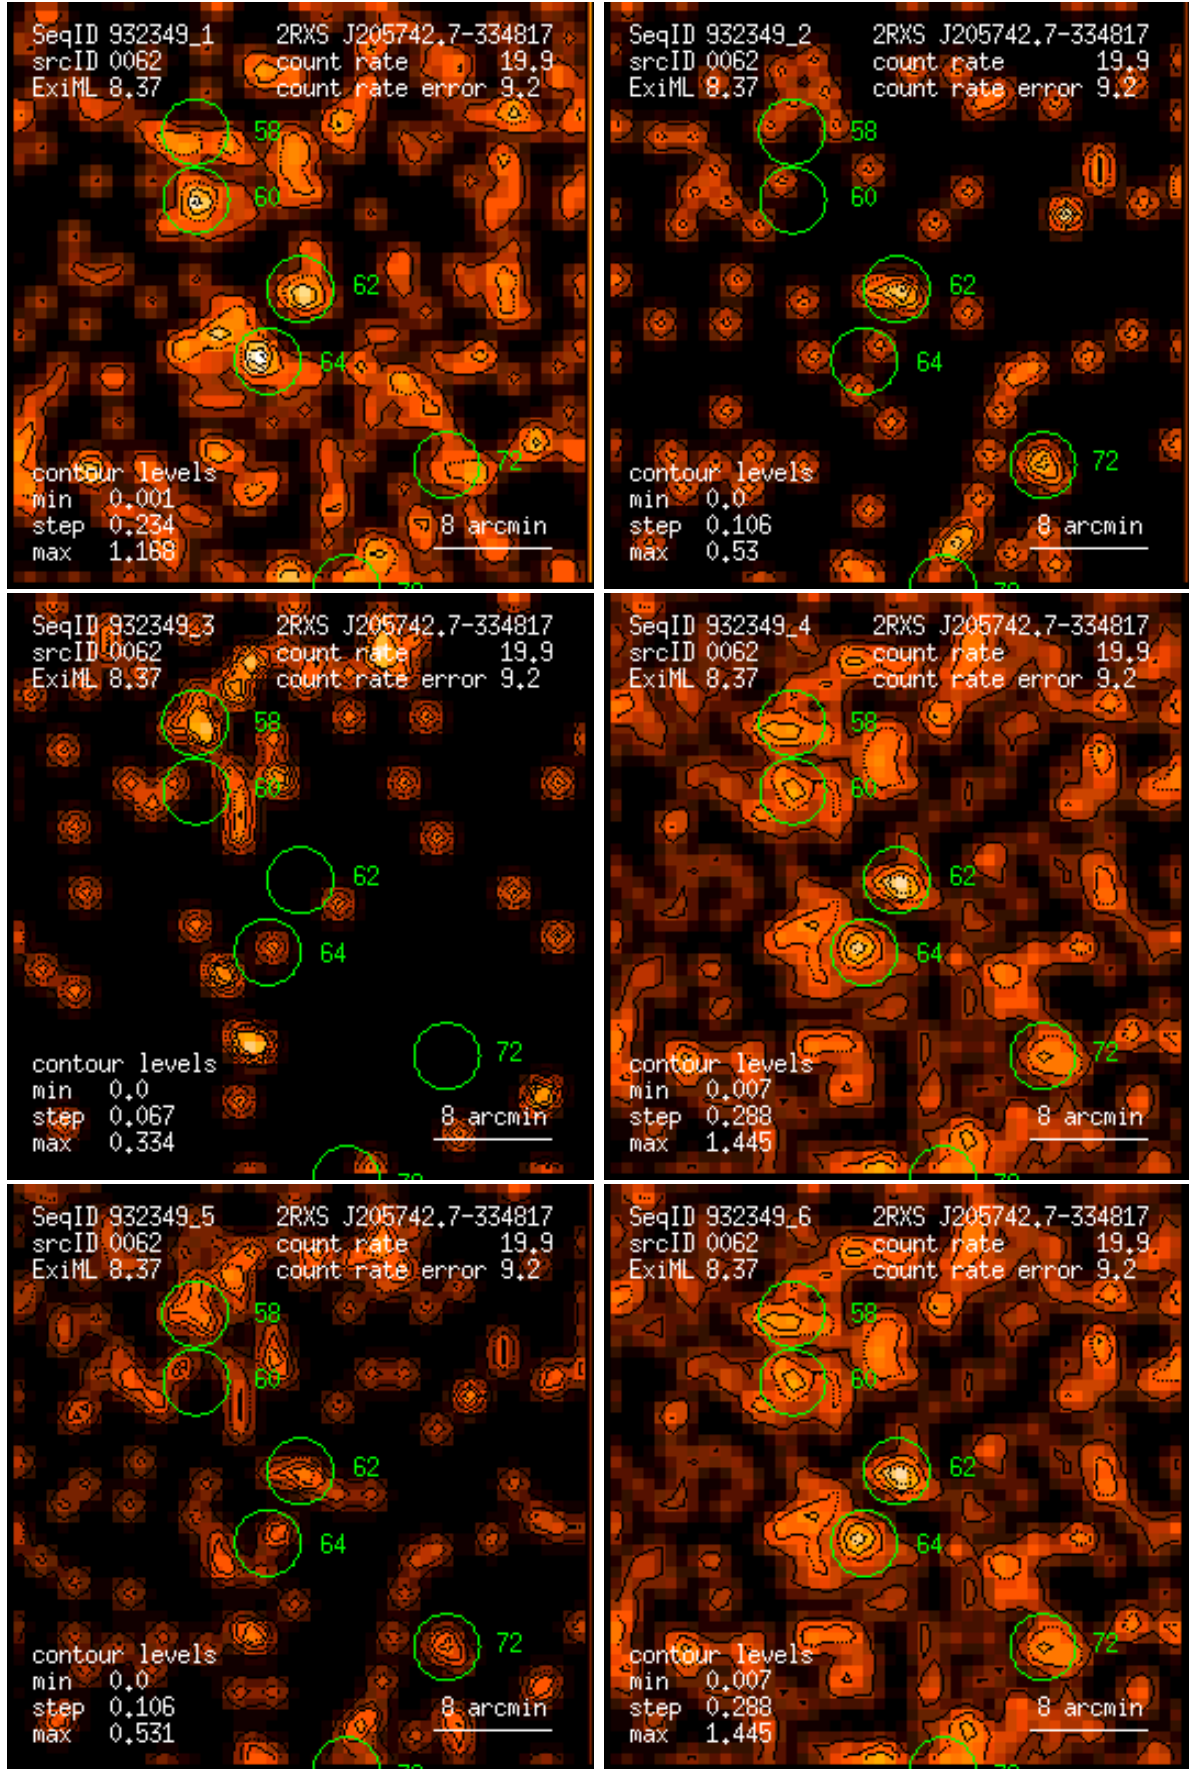 SeqID 932349_1 2RXS J205742.7-334817
srcID 0062 count rate 19.9
ExiML 8.37 count rate error 9.2
58
60
62
64
72
contour levels
min 0.001
step 0.234
max 1.168
8 arcmin
SeqID 932349_2 2RXS J205742.7-334817
srcID 0062 count rate 19.9
ExiML 8.37 count rate error 9.2
58
60
62
64
72
contour levels
min 0.0
step 0.106
max 0.53
8 arcmin
SeqID 932349_3 2RXS J205742.7-334817
srcID 0062 count rate 19.9
ExiML 8.37 count rate error 9.2
58
60
62
64
72
contour levels
min 0.0
step 0.067
max 0.334
8 arcmin
SeqID 932349_4 2RXS J205742.7-334817
srcID 0062 count rate 19.9
ExiML 8.37 count rate error 9.2
58
60
62
64
72
contour levels
min 0.007
step 0.288
max 1.445
8 arcmin
SeqID 932349_5 2RXS J205742.7-334817
srcID 0062 count rate 19.9
ExiML 8.37 count rate error 9.2
58
60
62
64
72
contour levels
min 0.0
step 0.106
max 0.531
8 arcmin
SeqID 932349_6 2RXS J205742.7-334817
srcID 0062 count rate 19.9
ExiML 8.37 count rate error 9.2
58
60
62
64
72
contour levels
min 0.007
step 0.288
max 1.445
8 arcmin